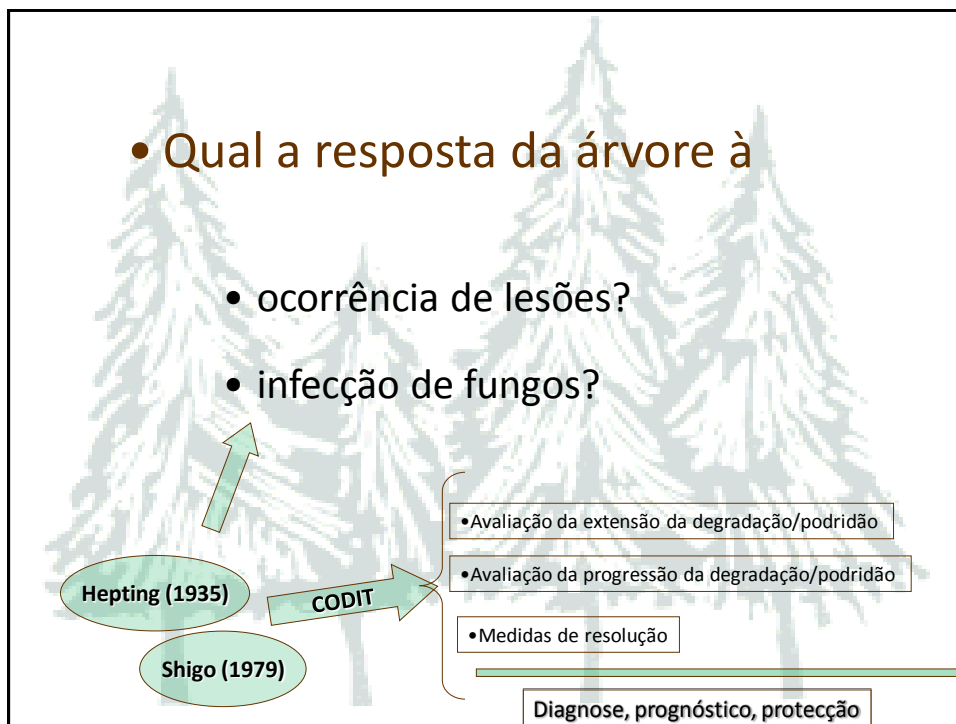 • Qual a resposta da árvore à
• ocorrência de lesões?
• infecção de fungos?
Hepting (1935)
Shigo (1979)
CODIT
•Avaliação da extensão da degradação/podridão
•Avaliação da progressão da degradação/podridão
•Medidas de resolução
Diagnose, prognóstico, protecção